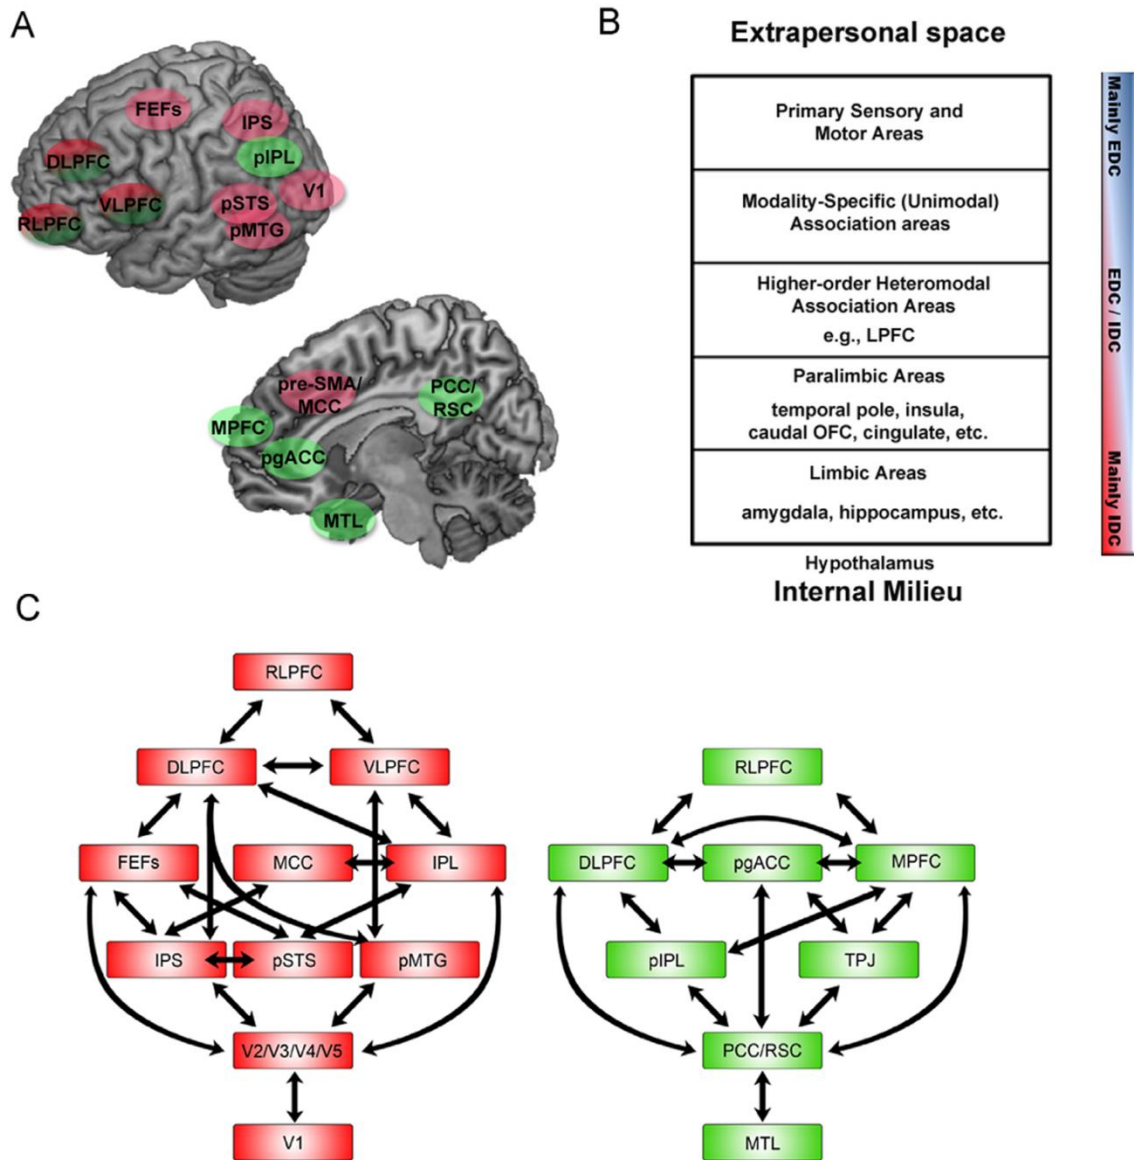 A
FEFs
IPS
DLPFC
pIPL
VLPFC
pSTS
V1
RLPFC
pMTG
pre-SMA/
MCC
PCC/
RSC
MPFC
pgACC
MTL
B
Extrapersonal space
Primary Sensory and
Motor Areas
Modality-Specific (Unimodal)
Association areas
Higher-order Heteromodal
Association Areas
e.g., LPFC
Paralimbic Areas
temporal pole, insula,
caudal OFC, cingulate, etc.
Limbic Areas
amygdala, hippocampus, etc.
Hypothalamus
Internal Milieu
Mainly EDC
EDC / IDC
Mainly IDC
C
RLPFC
DLPFC
VLPFC
FEFs
MCC
IPL
IPS
pSTS
pMTG
V2/V3/V4/V5
V1
RLPFC
DLPFC
pgACC
MPFC
pIPL
TPJ
PCC/RSC
MTL